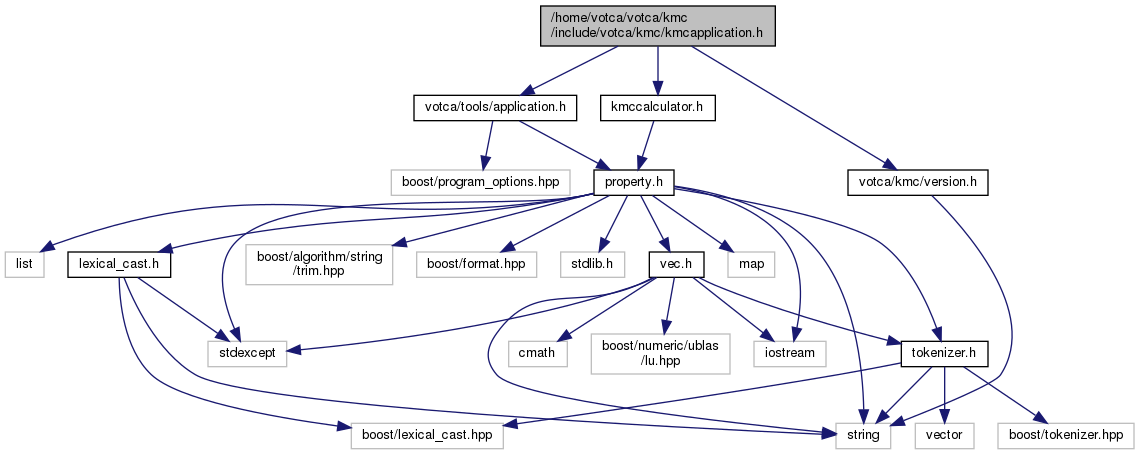 /home/votca/votca/kmc
/include/votca/kmc/kmcapplication.h
votca/tools/application.h
kmccalculator.h
boost/program_options.hpp
property.h
votca/kmc/version.h
list
lexical_cast.h
boost/algorithm/string
/trim.hpp
boost/format.hpp
stdlib.h
vec.h
map
stdexcept
cmath
boost/numeric/ublas
/lu.hpp
iostream
tokenizer.h
boost/lexical_cast.hpp
string
vector
boost/tokenizer.hpp